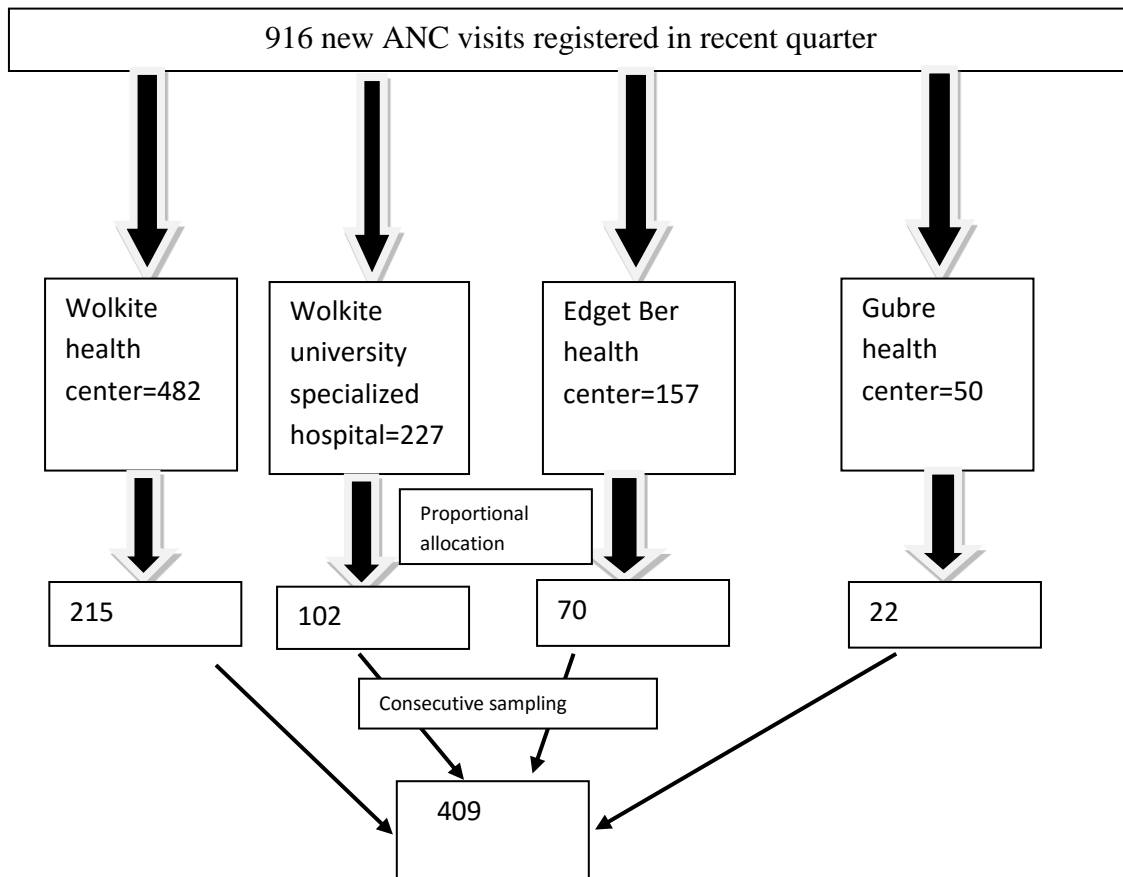 916 new ANC visits registered in recent quarter
Wolkite
health
center=482
Wolkite
university
specialized
hospital=227
Edget Ber
health
center=157
Gubre
health
center=50
Proportional
allocation
215
102
70
22
Consecutive sampling
409